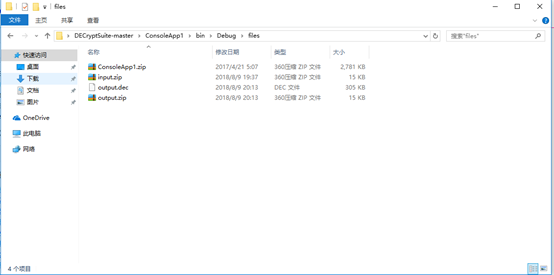 files
文件 主页 共享 查看
DECryptSuite-master > ConsoleApp1 > bin > Debug > files 搜索"files"
名称 修改日期 类型 大小
快速访问
桌面
下载
文档
图片
OneDrive
此电脑
网络
ConsoleApp1.zip 2017/4/21 5:07 360压缩 ZIP 文件 2,781 KB
input.zip 2018/8/9 19:37 360压缩 ZIP 文件 15 KB
output.dec 2018/8/9 20:13 DEC 文件 305 KB
output.zip 2018/8/9 20:13 360压缩 ZIP 文件 15 KB
4 个项目